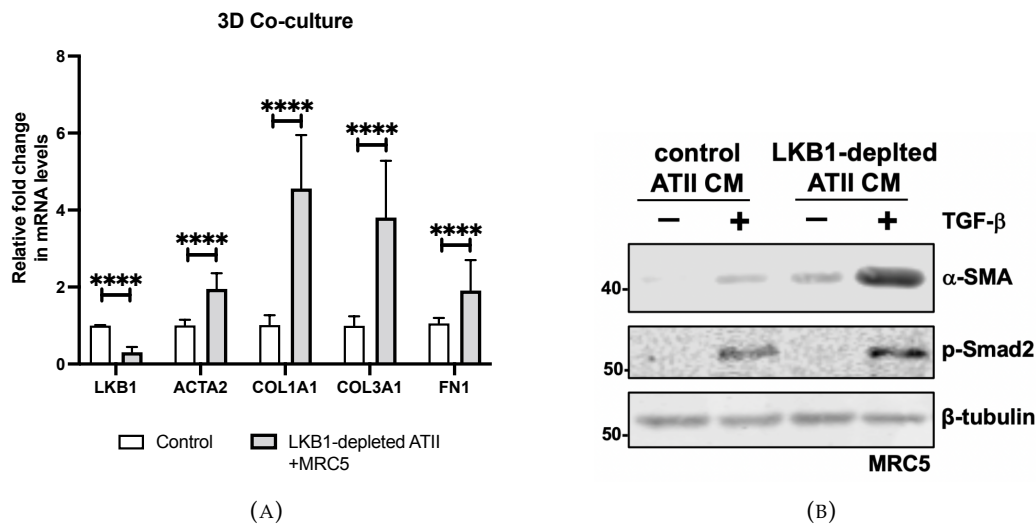 3D Co-culture
Relative fold change
in mRNA levels
8
6
4
2
0
**** **** **** **** ****
LKB1 ACTA2 COL1A1 COL3A1 FN1
Control
LKB1-depleted ATII
+MRC5
(A)
control LKB1-deplted
ATII CM ATII CM
− + − + TGF-β
40 α-SMA
50 p-Smad2
50 β-tubulin
MRC5
(B)